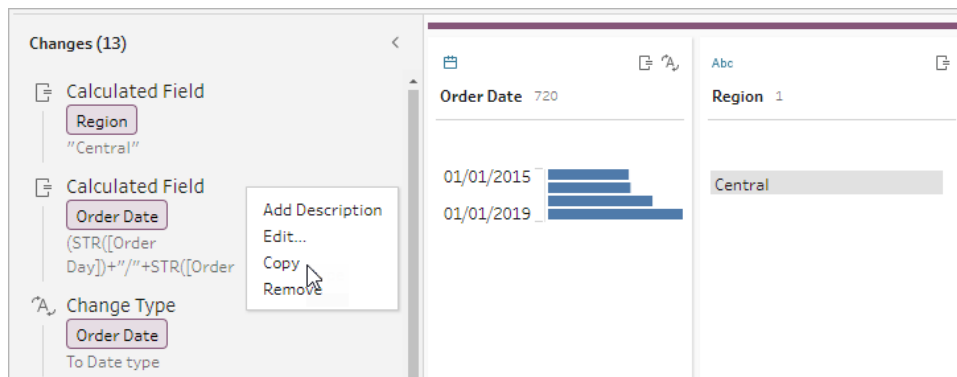 Changes (13)
Calculated Field
Region
"Central"
Calculated Field
Order Date
(STR([Order
Day])+"/"+STR([Order
Change Type
Order Date
To Date type
Add Description
Edit...
Copy
Remove
Order Date 720
01/01/2015
01/01/2019
Abc
Region 1
Central